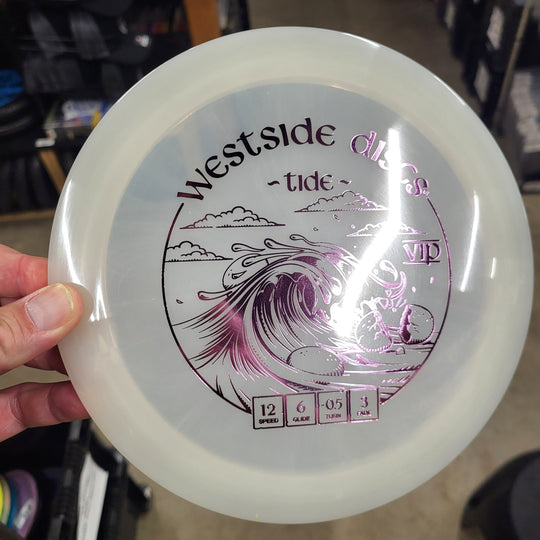 westside discs
~tide~
VIP
12 6 -0.5 3
SPEED GLIDE TURN FADE